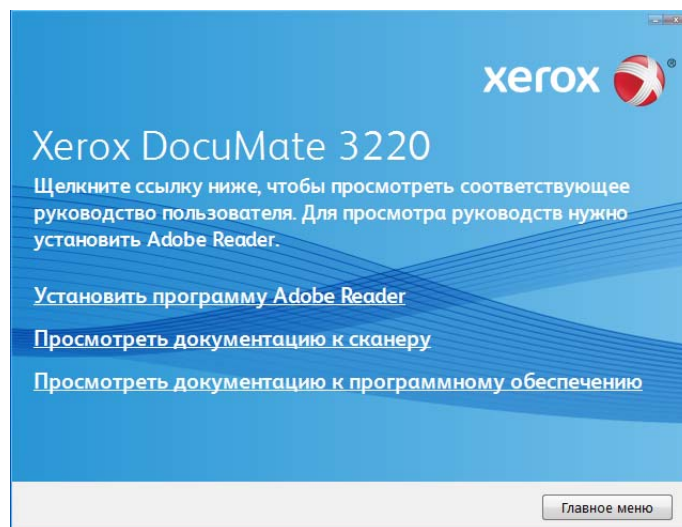 xerox ®
Xerox DocuMate 3220
Щелкните ссылку ниже, чтобы просмотреть соответствующее
руководство пользователя. Для просмотра руководств нужно
установить Adobe Reader.
Установить программу Adobe Reader
Просмотреть документацию к сканеру
Просмотреть документацию к программному обеспечению
Главное меню